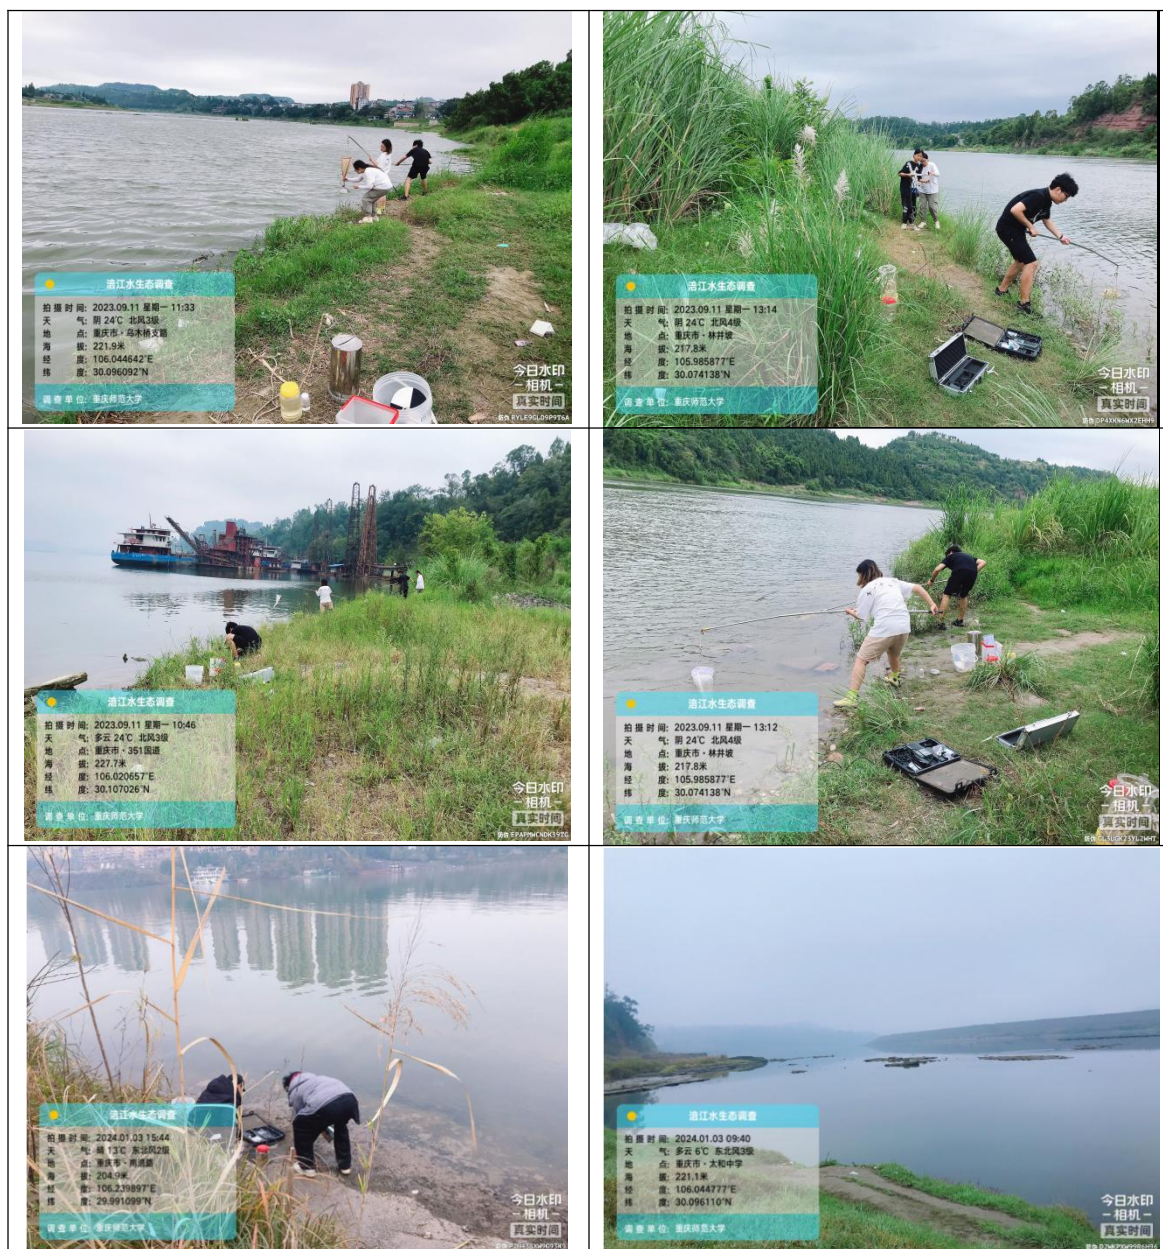 涪江水生态调查
拍摄时间: 2023.09.11 星期一 11:33
天 气: 阴 24℃ 北风3级
地 点: 重庆市·乌木桥支路
海 拔: 221.9米
经 度: 106.044642°E
纬 度: 30.096092°N
调查单位: 重庆师范大学
今日水印
相机
真实时间
防伪 RYLE9GLD9P9T6A
涪江水生态调查
拍摄时间: 2023.09.11 星期一 13:14
天 气: 阴 24℃ 北风4级
地 点: 重庆市·林井坡
海 拔: 217.8米
经 度: 105.985877°E
纬 度: 30.074138°N
调查单位: 重庆师范大学
今日水印
相机
真实时间
防伪
涪江水生态调查
拍摄时间: 2023.09.11 星期一 10:46
天 气: 多云 24℃ 北风3级
地 点: 重庆市·351国道
海 拔: 227.7米
经 度: 106.020657°E
纬 度: 30.107026°N
调查单位: 重庆师范大学
今日水印
相机
真实时间
防伪
涪江水生态调查
拍摄时间: 2023.09.11 星期一 13:12
天 气: 阴 24℃ 北风4级
地 点: 重庆市·林井坡
海 拔: 217.8米
经 度: 105.985877°E
纬 度: 30.074138°N
调查单位: 重庆师范大学
今日水印
相机
真实时间
防伪
涪江水生态调查
拍摄时间: 2024.01.03 15:44
天 气: 晴 13℃ 东北风2级
地 点: 重庆市·南滨路
海 拔: 204.9米
经 度: 106.239897°E
纬 度: 29.991099°N
调查单位: 重庆师范大学
今日水印
相机
真实时间
防伪
涪江水生态调查
拍摄时间: 2024.01.03 09:40
天 气: 多云 6℃ 东北风3级
地 点: 重庆市·太和中学
海 拔: 221.1米
经 度: 106.044777°E
纬 度: 30.096110°N
调查单位: 重庆师范大学
今日水印
相机
真实时间
防伪